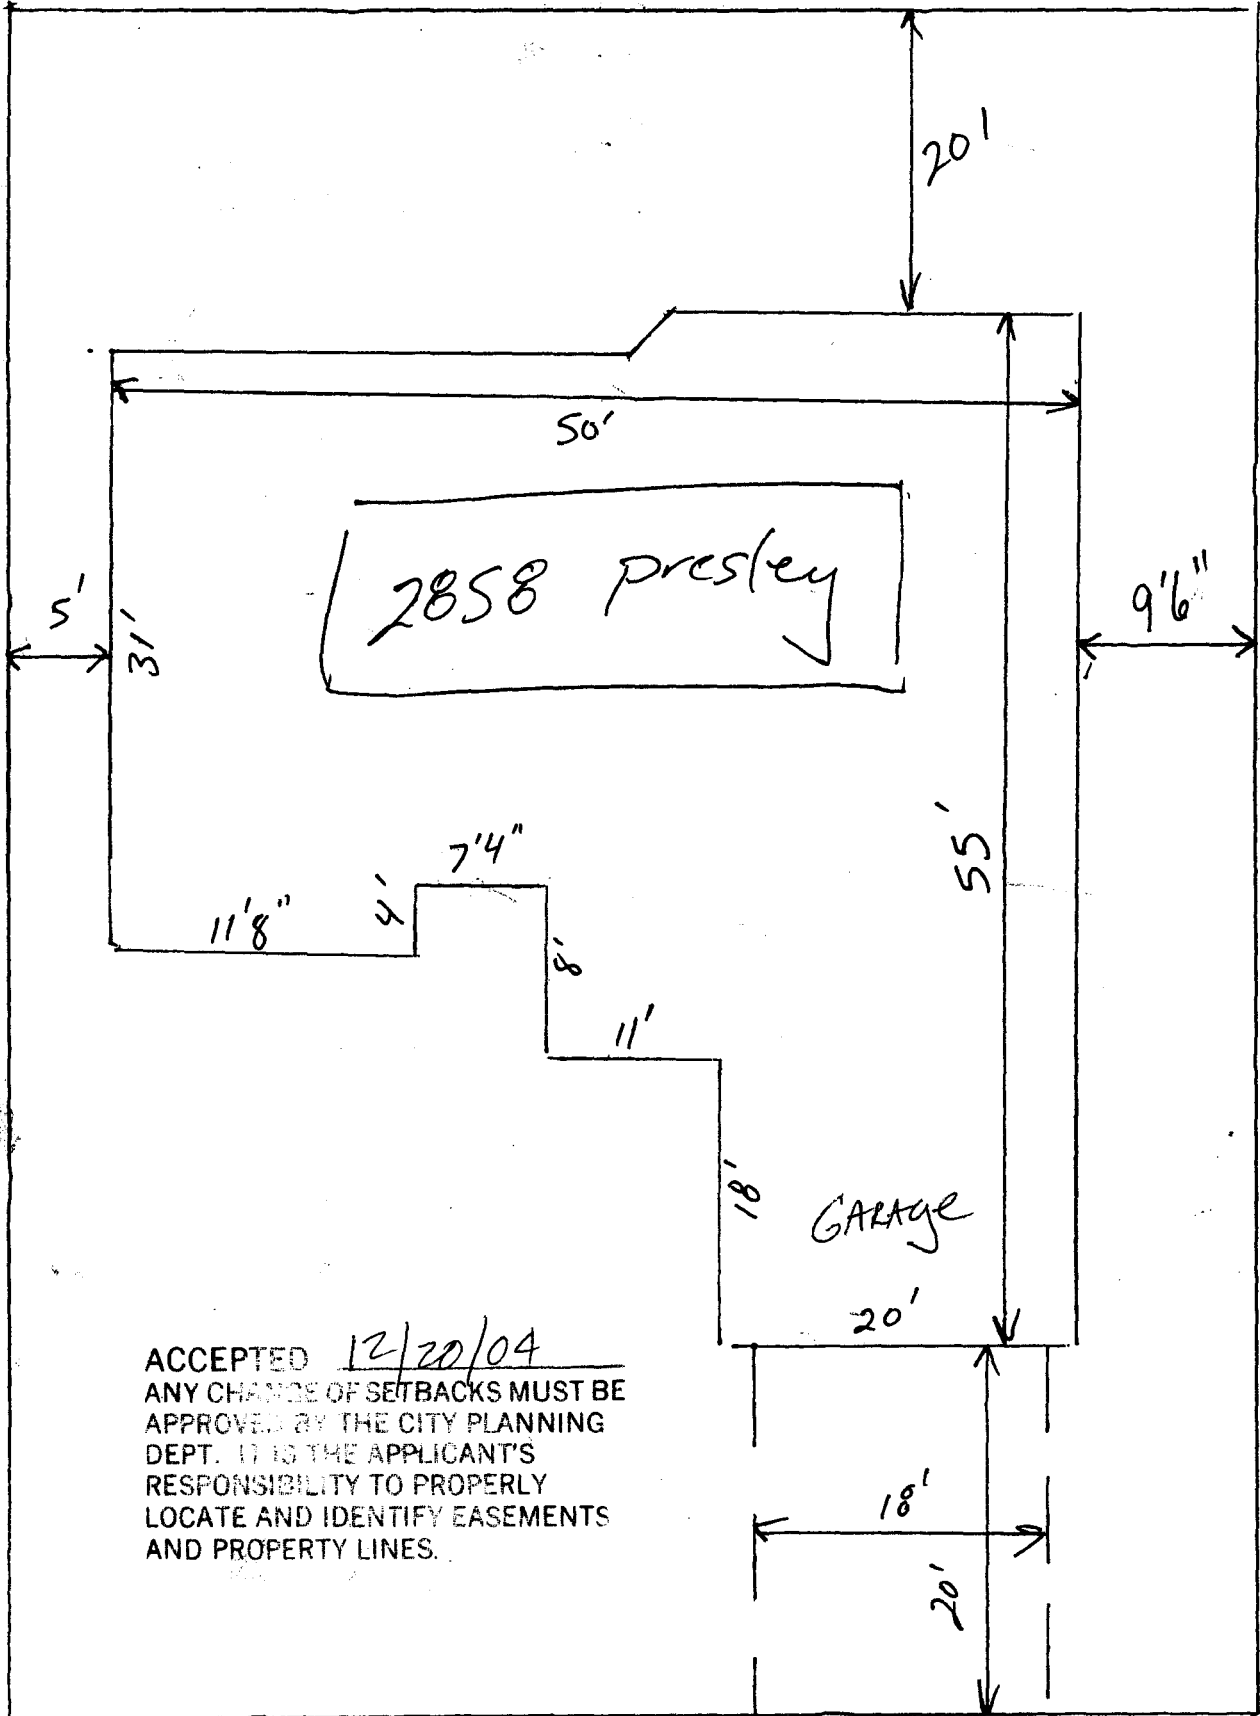 20'
50'
2858 presley
5'
31'
9'6"
55'
7'4"
4'
11'8"
8'
11'
18'
GARAge
20'
ACCEPTED 12/20/04
ANY CHANGE OF SETBACKS MUST BE
APPROVED BY THE CITY PLANNING
DEPT. IT IS THE APPLICANT'S
RESPONSIBILITY TO PROPERLY
LOCATE AND IDENTIFY EASEMENTS
AND PROPERTY LINES.
18'
20'